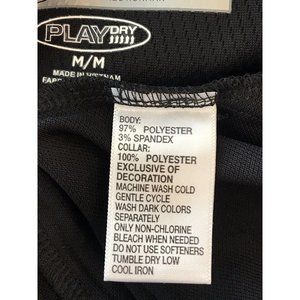 PLAYDRY
M/M
MADE IN VIETNAM
BODY:
97% POLYESTER
3% SPANDEX
COLLAR:
100% POLYESTER
EXCLUSIVE OF
DECORATION
MACHINE WASH COLD
GENTLE CYCLE
WASH DARK COLORS
SEPARATELY
ONLY NON-CHLORINE
BLEACH WHEN NEEDED
DO NOT USE SOFTENERS
TUMBLE DRY LOW
COOL IRON